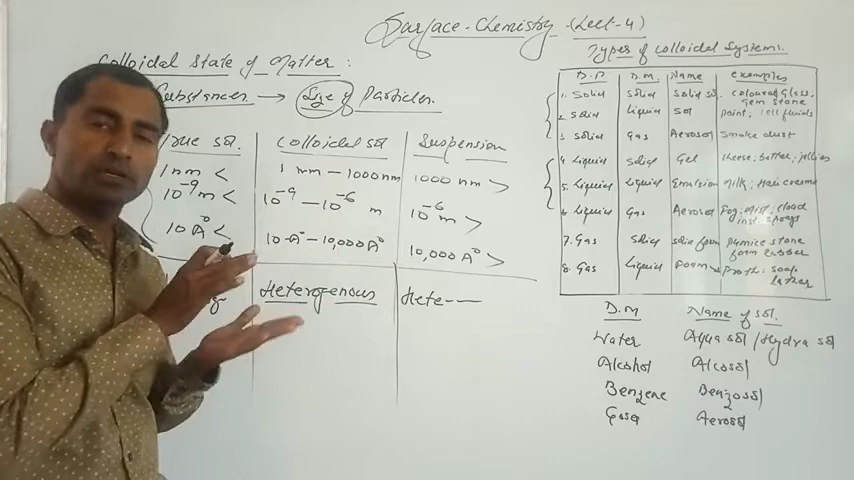 Surface-Chemistry-(Lect-4)
Colloidal State of Matter :
Substances → Size of Particles.
True sol. Colloidal sol Suspension
1 nm < 1 nm - 1000nm 1000 nm >
10⁻⁹ m < 10⁻⁹ - 10⁻⁶ m 10⁻⁶ m >
10 A° < 10 A° - 10,000 A° 10,000 A° >
Heterogenous Hete---
Types of colloidal Systems.
D.P D.M. Name examples
1. Solid Solid Solid sol. coloured glass, gem stone
2. Solid Liquid Sol paint, cell fluids
3. Solid Gas Aerosol Smoke dust
4. Liquid Solid Gel cheese, butter, jellies
5. Liquid Liquid Emulsion Milk, Hair creame
6. Liquid Gas Aerosol Fog, mist, cloud
7. Gas Solid solid foam Pumice stone
foam rubber
8. Gas Liquid Foam Froth, soap
lather
D.M Name of sol.
Water Aqua sol / Hydra sol
Alcohol Alcosol
Benzene Benzosol
Gases Aerosol